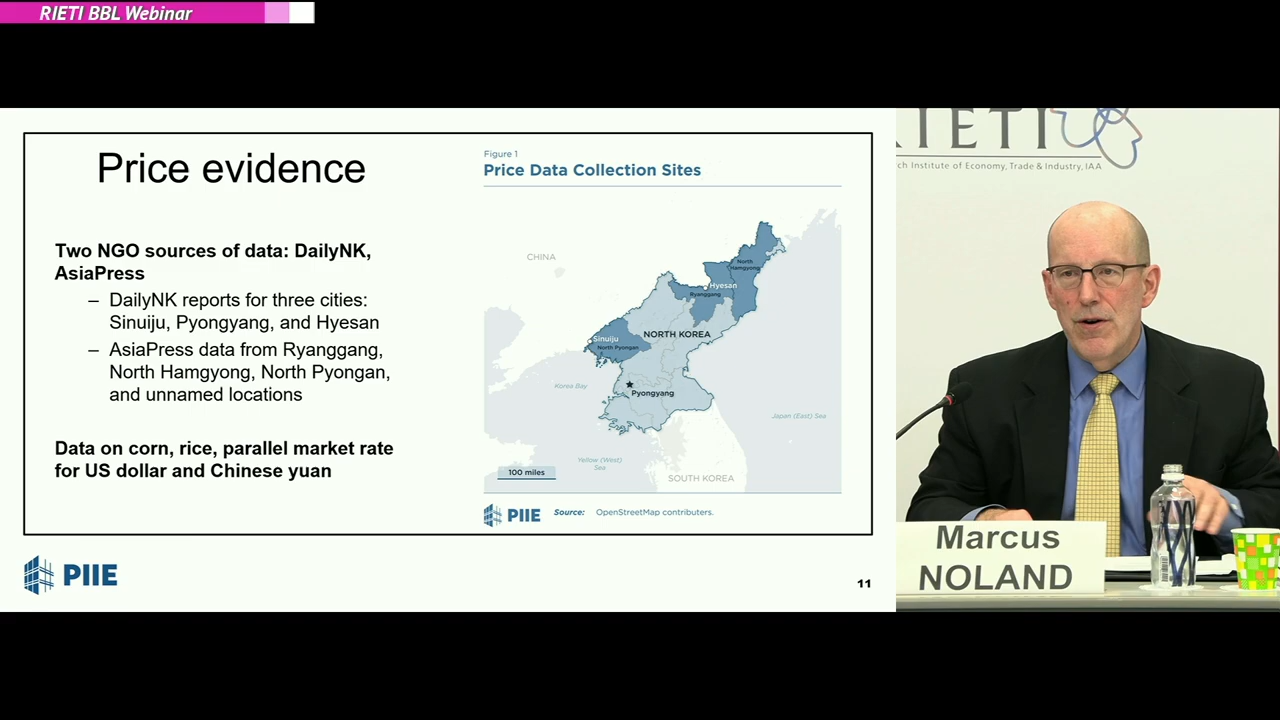 RIETI BBL Webinar
Price evidence
Two NGO sources of data: DailyNK,
AsiaPress
– DailyNK reports for three cities:
Sinuiju, Pyongyang, and Hyesan
– AsiaPress data from Ryanggang,
North Hamgyong, North Pyongan,
and unnamed locations
Data on corn, rice, parallel market rate
for US dollar and Chinese yuan
Figure 1
Price Data Collection Sites
CHINA
North
Hamgyong
Hyesan
Ryanggang
NORTH KOREA
Sinuiju
North Pyongan
Korea Bay
Pyongyang
Japan (East) Sea
Yellow (West)
Sea
100 miles
SOUTH KOREA
PIIE
Source: OpenStreetMap contributers.
PIIE
11
RIETI
ch Institute of Economy, Trade & Industry, IAA
Marcus
NOLAND